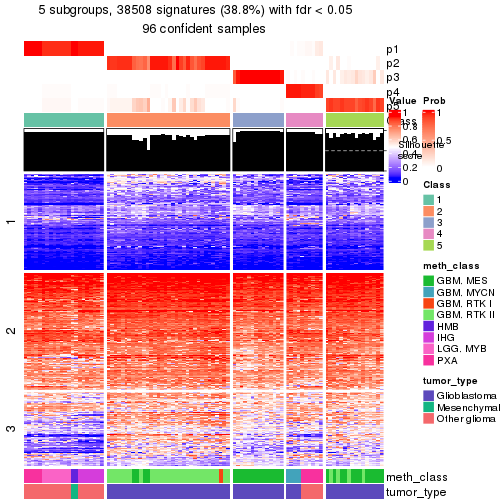 5 subgroups, 38508 signatures (38.8%) with fdr < 0.05
96 confident samples
p1
p2
p3
p4
p5
Class
Silhouette
score
1
2
3
meth_class
tumor_type
Value
1
0.8
0.6
0.4
0.2
0
Prob
1
0.5
0
Class
1
2
3
4
5
meth_class
GBM. MES
GBM. MYCN
GBM. RTK I
GBM. RTK II
HMB
IHG
LGG. MYB
PXA
tumor_type
Glioblastoma
Mesenchymal
Other glioma